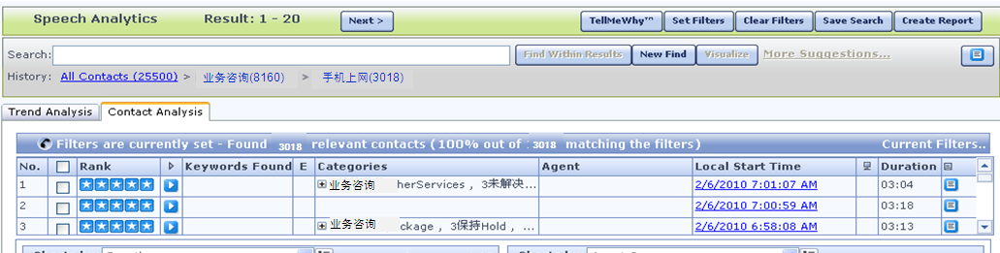 Speech Analytics Result: 1 - 20 Next > TellMeWhy™ Set Filters Clear Filters Save Search Create Report
Search: Find Within Results New Find Visualize More Suggestions...
History: All Contacts (25500) > 业务咨询(8160) > 手机上网(3018)
Trend Analysis Contact Analysis
Filters are currently set - Found 3018 relevant contacts (100% out of 3018 matching the filters) Current Filters..
No. Rank Keywords Found E Categories Agent Local Start Time Duration
1 业务咨询 herServices , 3未解决... 2/6/2010 7:01:07 AM 03:04
2 2/6/2010 7:00:59 AM 03:18
3 业务咨询 ckage , 3保持Hold , ... 2/6/2010 6:58:08 AM 03:13